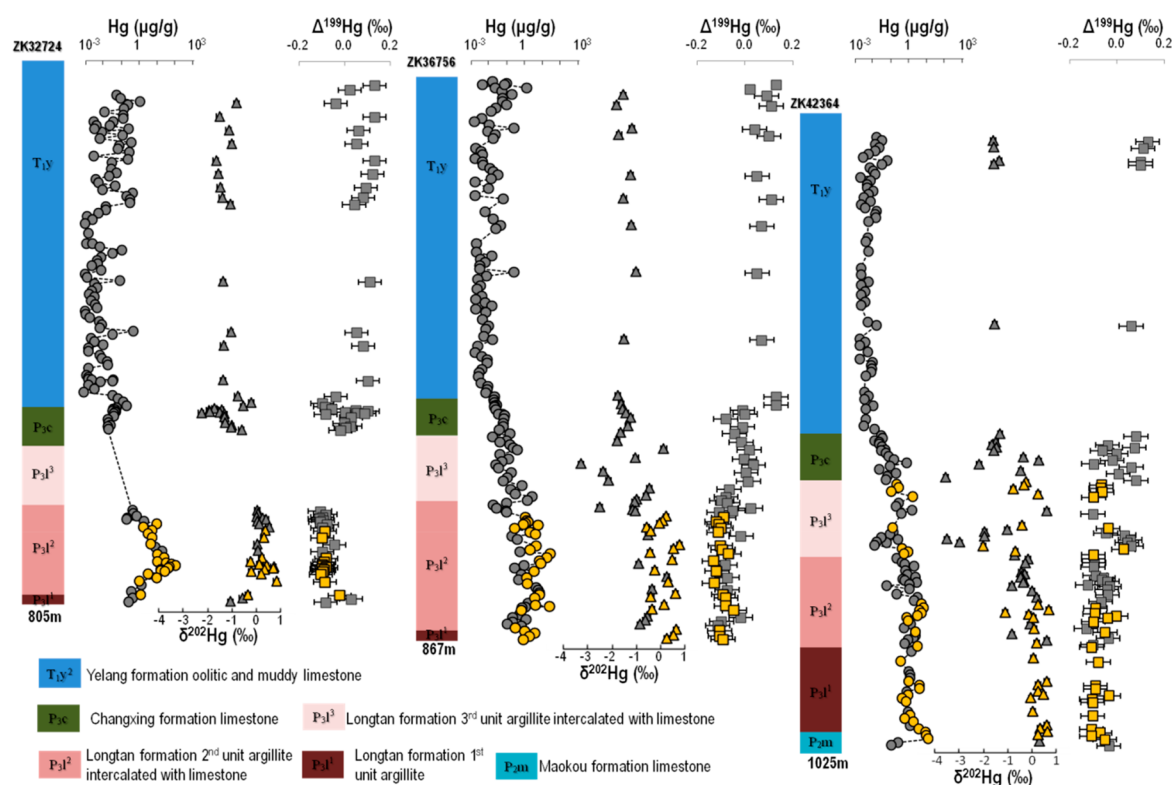 Hg (µg/g)
Δ¹⁹⁹Hg (‰)
Hg (µg/g)
Δ¹⁹⁹Hg (‰)
Hg (µg/g)
Δ¹⁹⁹Hg (‰)
ZK32724
10⁻³ 1 10³
-0.2 0.0 0.2
ZK36756
10⁻³ 1 10³
-0.2 0.0 0.2
ZK42364
10⁻³ 1 10³
-0.2 0.0 0.2
T₁y
T₁y
T₁y
P₃c
P₃c
P₃c
P₃l³
P₃l³
P₃l³
P₃l²
P₃l²
P₃l²
P₃l¹
P₃l¹
P₃l¹
P₂m
805m
-4 -3 -2 -1 0 1
δ²⁰²Hg (‰)
867m
-4 -3 -2 -1 0 1
δ²⁰²Hg (‰)
1025m
-4 -3 -2 -1 0 1
δ²⁰²Hg (‰)
T₁y² Yelang formation oolitic and muddy limestone
P₃c Changxing formation limestone
P₃l³ Longtan formation 3rd unit argillite intercalated with limestone
P₃l² Longtan formation 2nd unit argillite
intercalated with limestone
P₃l¹ Longtan formation 1st
unit argillite
P₂m Maokou formation limestone